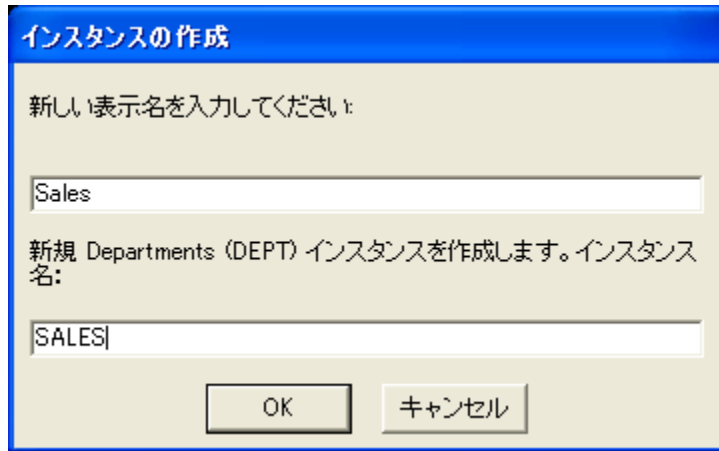 インスタンスの作成
新しい表示名を入力してください:
Sales
新規 Departments (DEPT) インスタンスを作成します。インスタンス
名:
SALES
OK
キャンセル